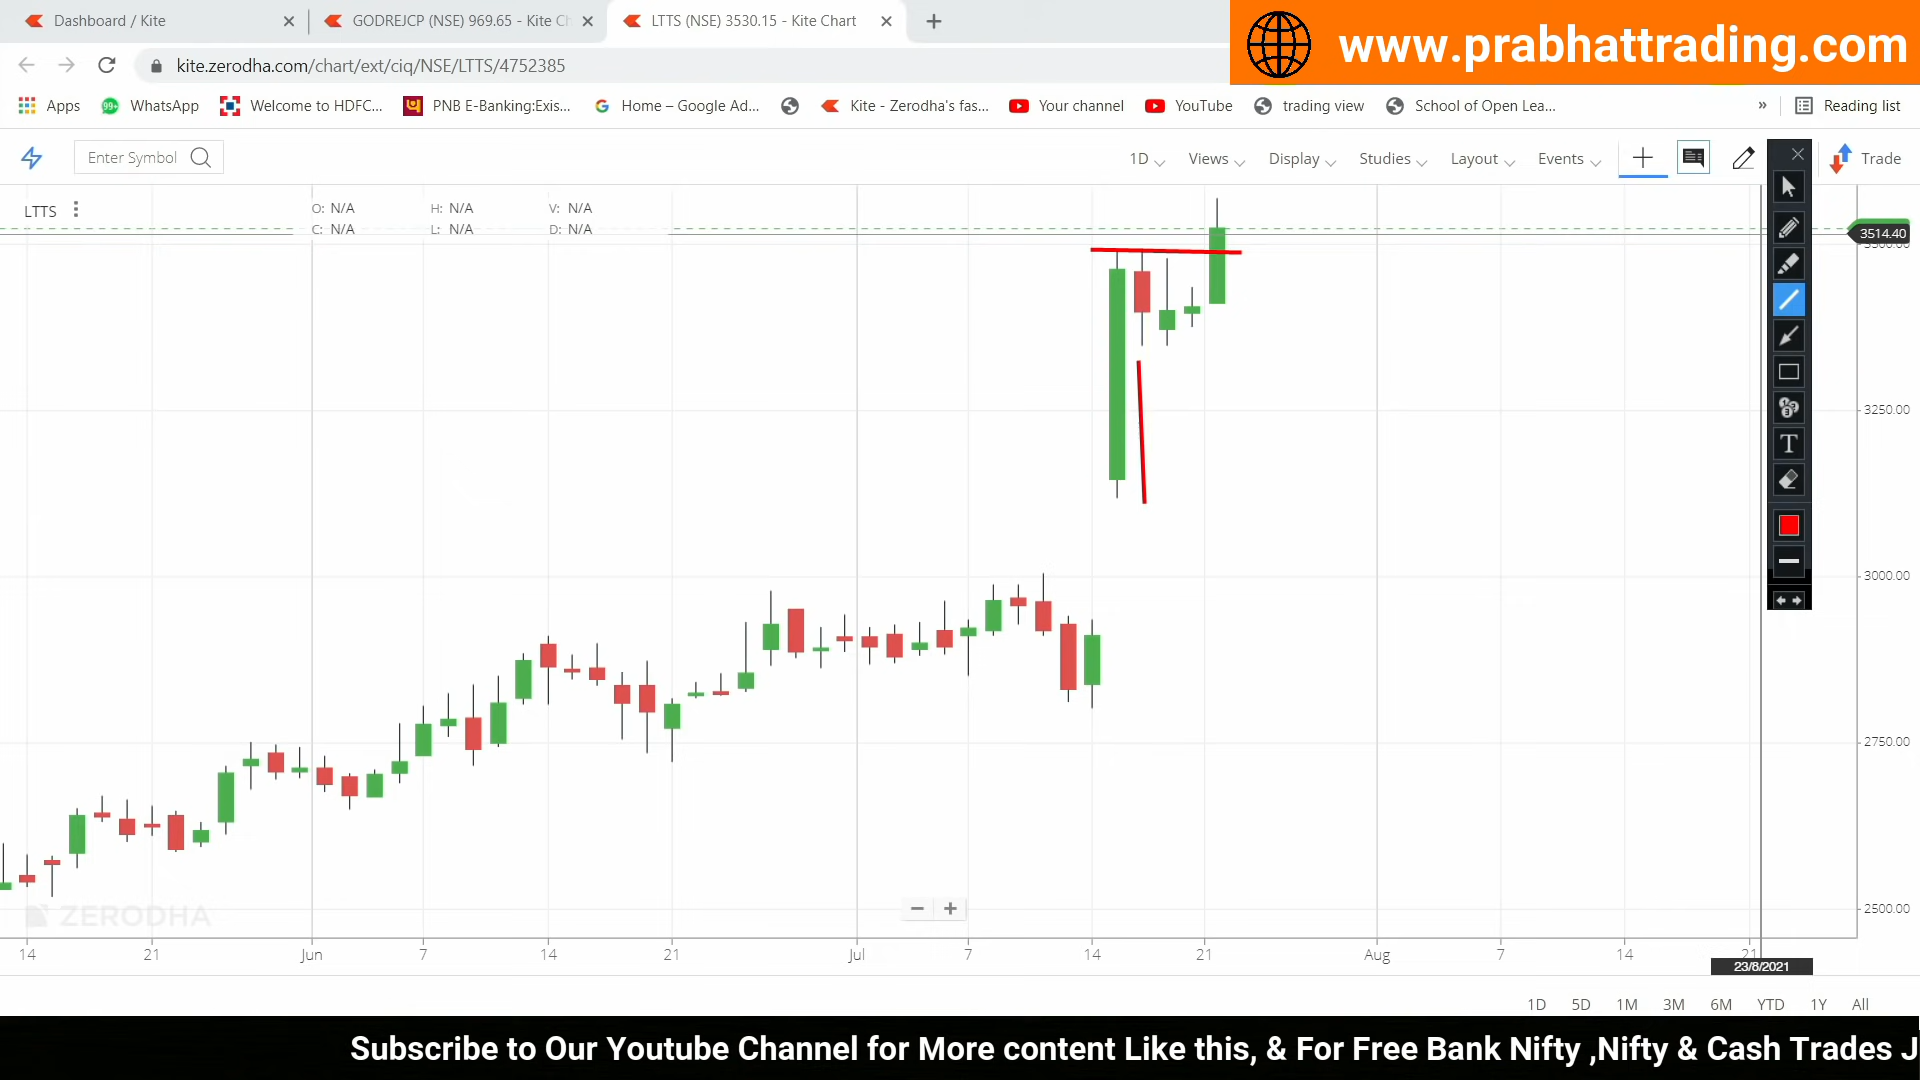 Dashboard / Kite
GODREJCP (NSE) 969.65 - Kite Ch
LTTS (NSE) 3530.15 - Kite Chart
www.prabhattrading.com
kite.zerodha.com/chart/ext/ciq/NSE/LTTS/4752385
Apps
99+
WhatsApp
Welcome to HDFC...
PNB E-Banking:Exis...
Home – Google Ad...
Kite - Zerodha's fas...
Your channel
YouTube
trading view
School of Open Lea...
»
Reading list
Enter Symbol
1D
Views
Display
Studies
Layout
Events
Trade
LTTS
O: N/A H: N/A V: N/A
C: N/A L: N/A D: N/A
3514.40
3500.00
3250.00
3000.00
2750.00
2500.00
T
ZERODHA
14 21 Jun 7 14 21 Jul 7 14 21 Aug 7 14 21
23/8/2021
1D 5D 1M 3M 6M YTD 1Y All
Subscribe to Our Youtube Channel for More content Like this, & For Free Bank Nifty ,Nifty & Cash Trades J